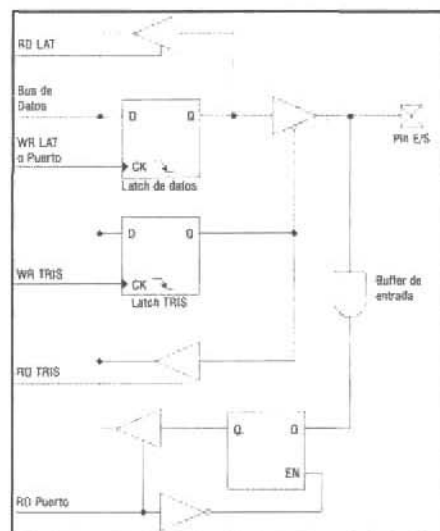 RD LAT
Bus de
Datos
D
Q
WR LAT
o Puerto
CK
Latch de datos
Pin E/S
D
Q
WR TRIS
CK
Latch TRIS
Buffer de
entrada
RD TRIS
Q
D
EN
RD Puerto